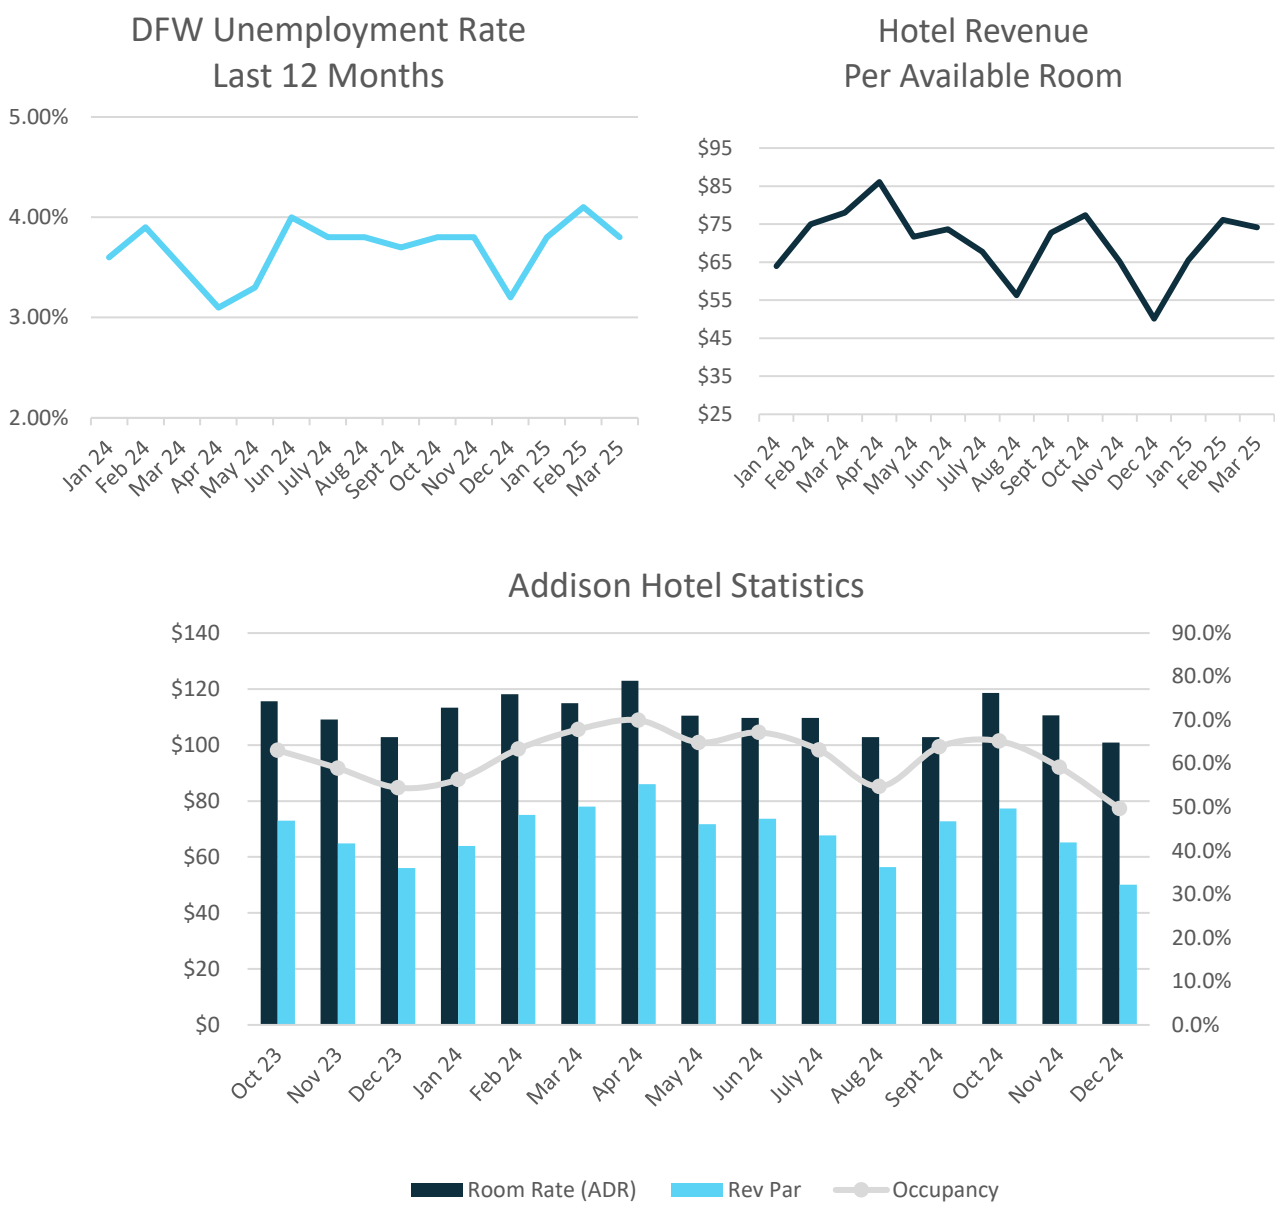 DFW Unemployment Rate
Last 12 Months
5.00%
4.00%
3.00%
2.00%
Jan 24
Feb 24
Mar 24
Apr 24
May 24
Jun 24
July 24
Aug 24
Sept 24
Oct 24
Nov 24
Dec 24
Jan 25
Feb 25
Mar 25
Hotel Revenue
Per Available Room
$95
$85
$75
$65
$55
$45
$35
$25
Jan 24
Feb 24
Mar 24
Apr 24
May 24
Jun 24
July 24
Aug 24
Sept 24
Oct 24
Nov 24
Dec 24
Jan 25
Feb 25
Mar 25
Addison Hotel Statistics
$140
$120
$100
$80
$60
$40
$20
$0
90.0%
80.0%
70.0%
60.0%
50.0%
40.0%
30.0%
20.0%
10.0%
0.0%
Oct 23
Nov 23
Dec 23
Jan 24
Feb 24
Mar 24
Apr 24
May 24
Jun 24
July 24
Aug 24
Sept 24
Oct 24
Nov 24
Dec 24
Room Rate (ADR)
Rev Par
Occupancy